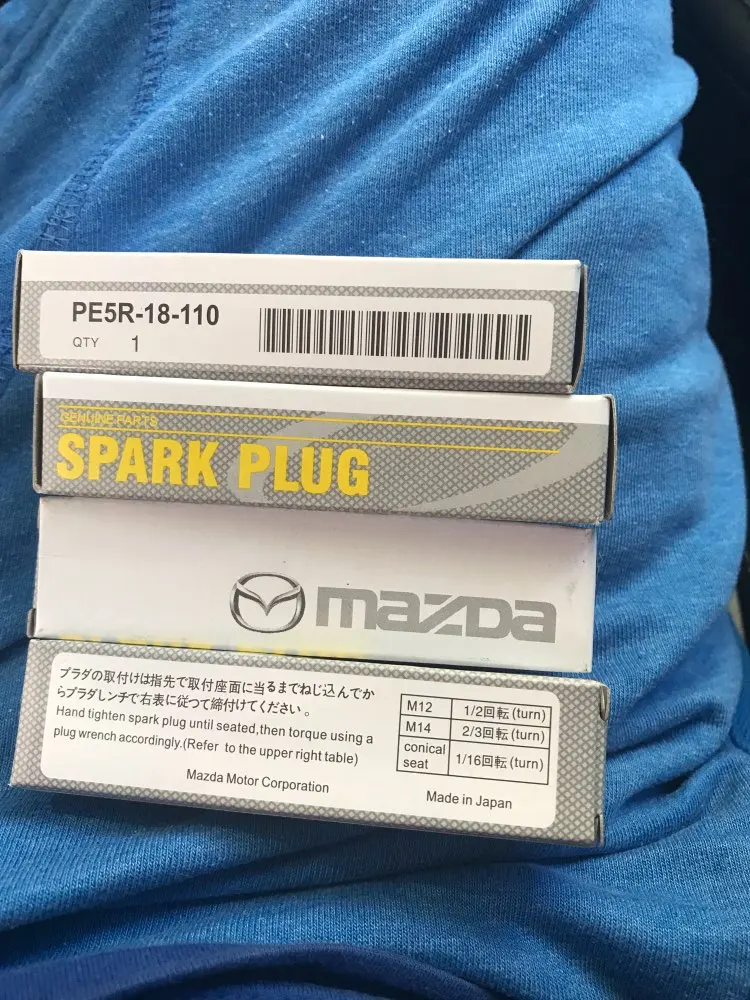 PE5R-18-110
QTY 1
GENUINE PARTS
SPARK PLUG
mazda
プラダの取付けは指先で取付座面に当るまでねじ込んでか
らプラダレンチで右表に従つて締付けてください。
Hand tighten spark plug until seated,then torque using a
plug wrench accordingly.(Refer to the upper right table)
Mazda Motor Corporation
M12 1/2回転(turn)
M14 2/3回転(turn)
conical
seat 1/16回転(turn)
Made in Japan